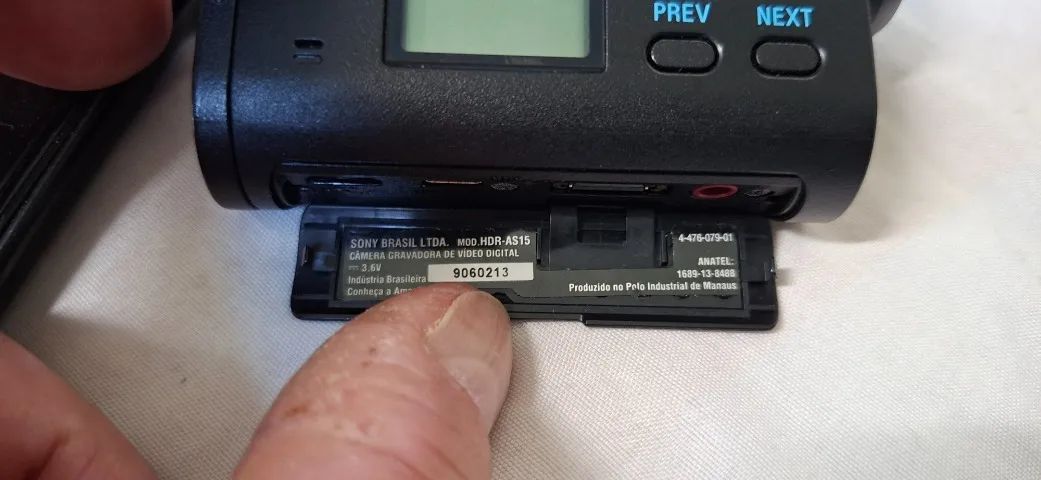 PREV NEXT
SONY BRASIL LTDA. MOD.HDR-AS15
CÂMERA GRAVADORA DE VÍDEO DIGITAL
3.6V
Indústria Brasileira 9060213
Conheça a
4-476-079-01
ANATEL:
1689-13-8488
Produzido no Polo Industrial de Manaus